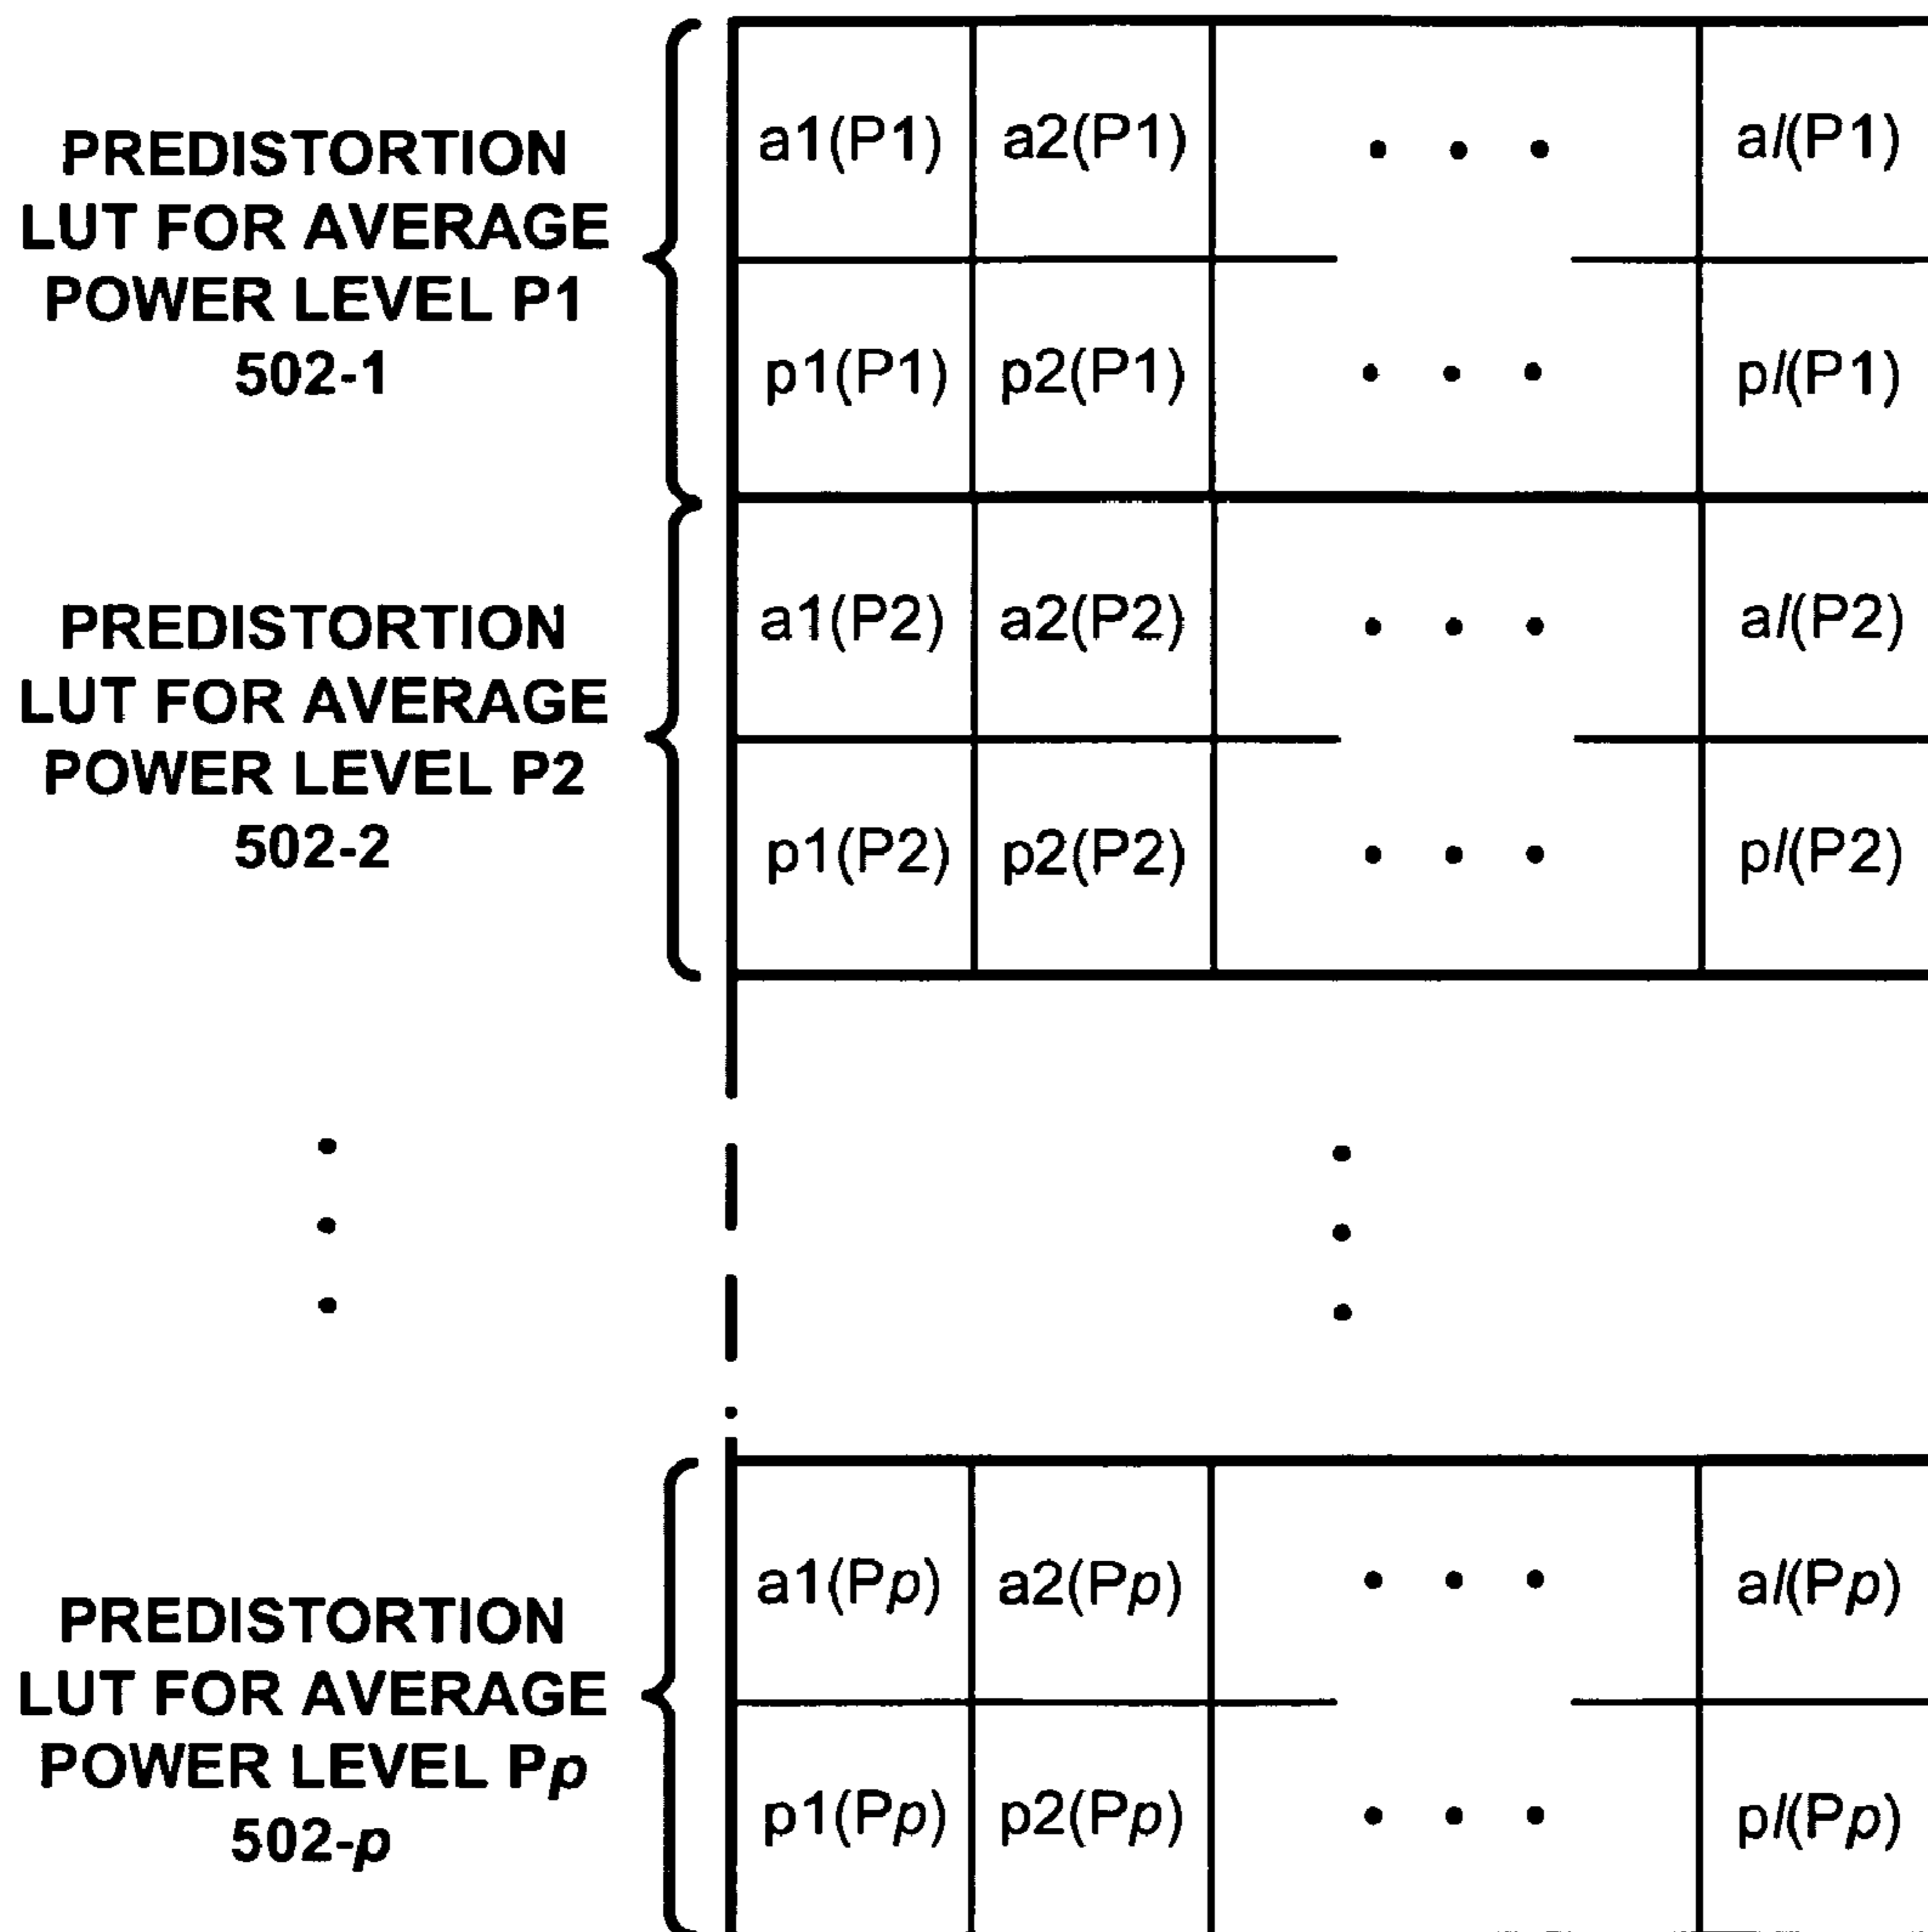 PREDISTORTION
LUT FOR AVERAGE
POWER LEVEL P1
502-1
a1(P1) a2(P1) • • • al(P1)
p1(P1) p2(P1) • • • pl(P1)
PREDISTORTION
LUT FOR AVERAGE
POWER LEVEL P2
502-2
a1(P2) a2(P2) • • • al(P2)
p1(P2) p2(P2) • • • pl(P2)
PREDISTORTION
LUT FOR AVERAGE
POWER LEVEL Pp
502-p
a1(Pp) a2(Pp) • • • al(Pp)
p1(Pp) p2(Pp) • • • pl(Pp)